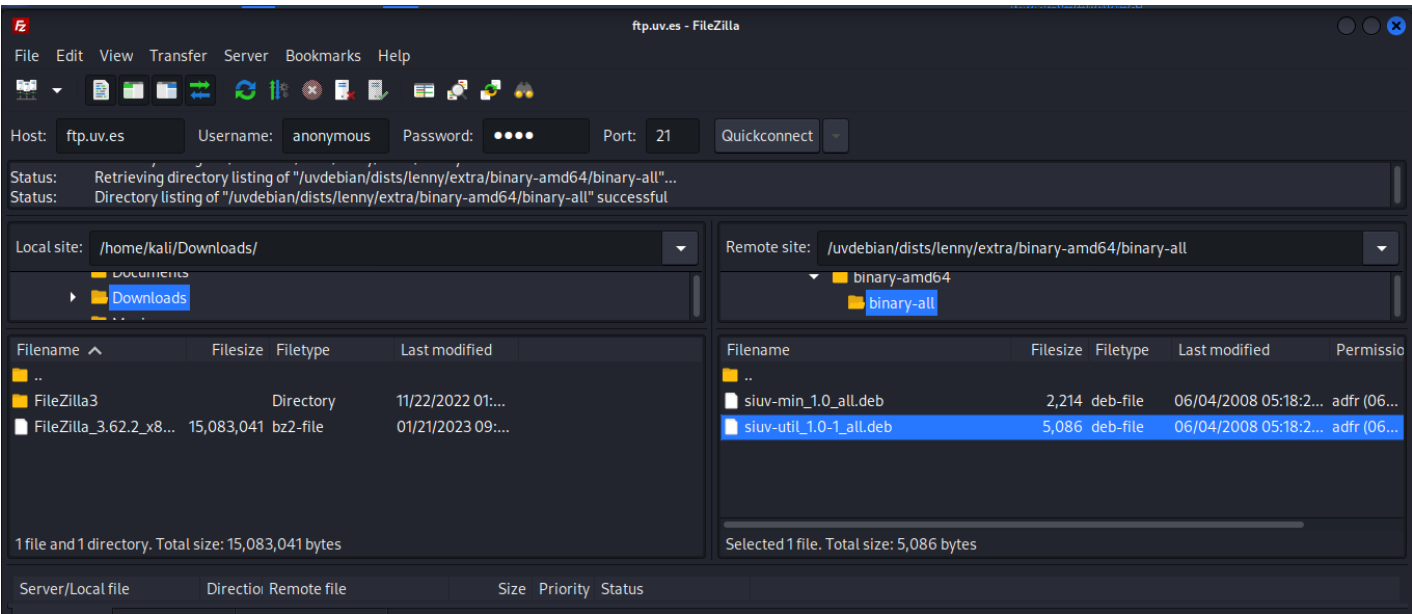 ftp.uv.es - FileZilla
File Edit View Transfer Server Bookmarks Help
Host: ftp.uv.es Username: anonymous Password: •••• Port: 21 Quickconnect
Status: Retrieving directory listing of "/uvdebian/dists/lenny/extra/binary-amd64/binary-all"...
Status: Directory listing of "/uvdebian/dists/lenny/extra/binary-amd64/binary-all" successful
Local site: /home/kali/Downloads/
Documents
Downloads
Remote site: /uvdebian/dists/lenny/extra/binary-amd64/binary-all
binary-amd64
binary-all
Filename Filesize Filetype Last modified
..
FileZilla3 Directory 11/22/2022 01:...
FileZilla_3.62.2_x8... 15,083,041 bz2-file 01/21/2023 09:...
1 file and 1 directory. Total size: 15,083,041 bytes
Filename Filesize Filetype Last modified Permissio
..
siuv-min_1.0_all.deb 2,214 deb-file 06/04/2008 05:18:2... adfr (06...
siuv-util_1.0-1_all.deb 5,086 deb-file 06/04/2008 05:18:2... adfr (06...
Selected 1 file. Total size: 5,086 bytes
Server/Local file Direction Remote file Size Priority Status